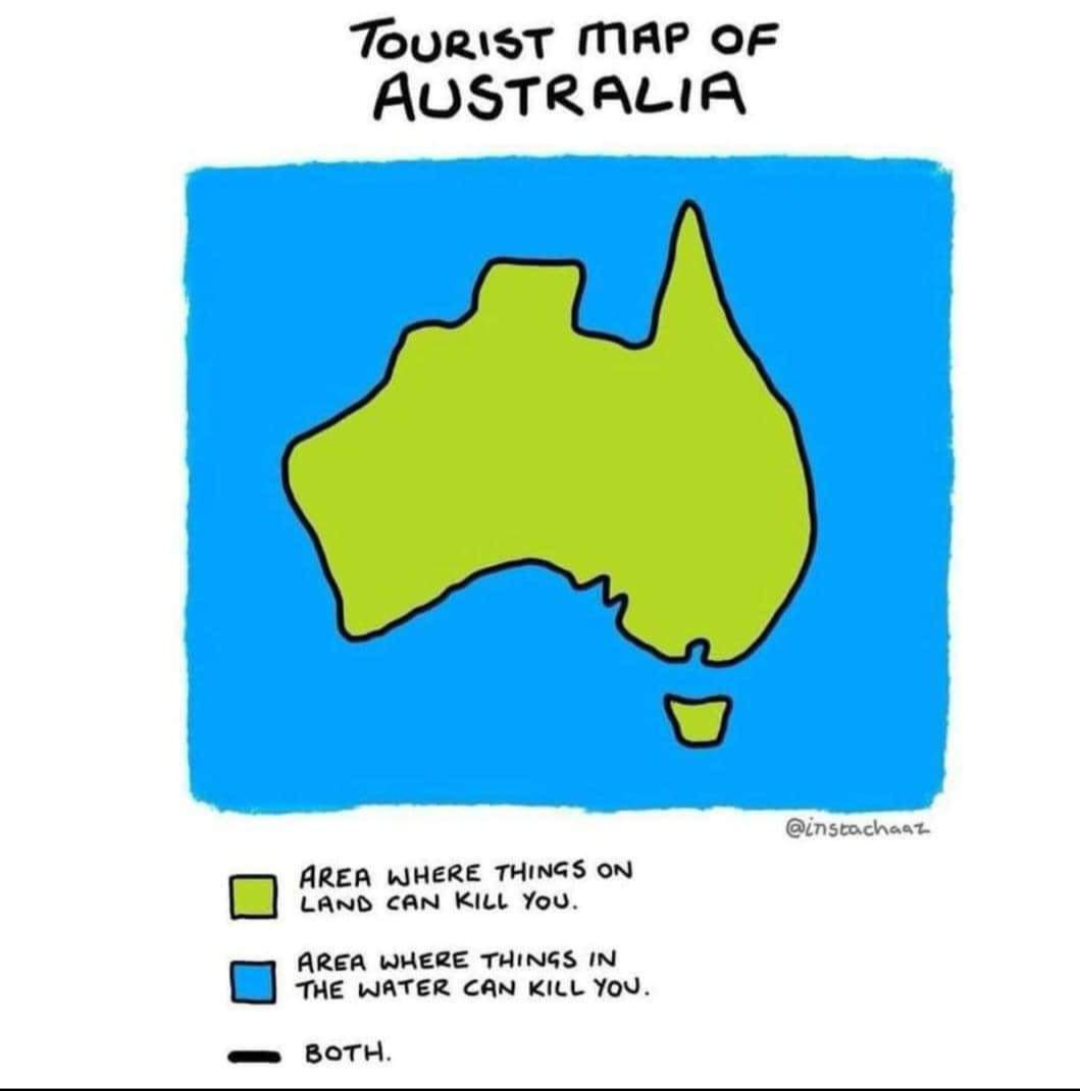 TOURIST MAP OF
AUSTRALIA
@instachaaz
AREA WHERE THINGS ON
LAND CAN KILL YOU.
AREA WHERE THINGS IN
THE WATER CAN KILL YOU.
BOTH.